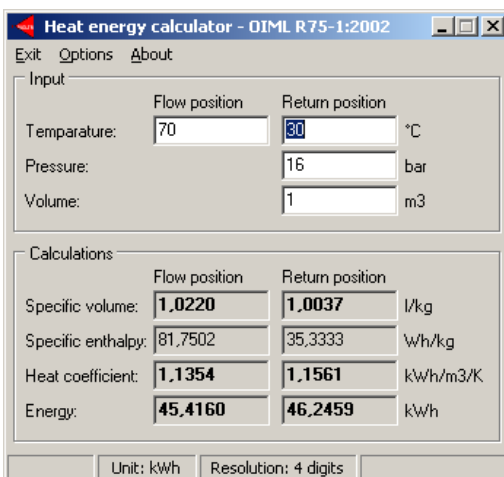 Heat energy calculator - OIML R75-1:2002
Exit Options About
Input
Flow position Return position
Temparature: 70 30 °C
Pressure: 16 bar
Volume: 1 m3
Calculations
Flow position Return position
Specific volume: 1,0220 1,0037 l/kg
Specific enthalpy: 81,7502 35,3333 Wh/kg
Heat coefficient: 1,1354 1,1561 kWh/m3/K
Energy: 45,4160 46,2459 kWh
Unit: kWh Resolution: 4 digits